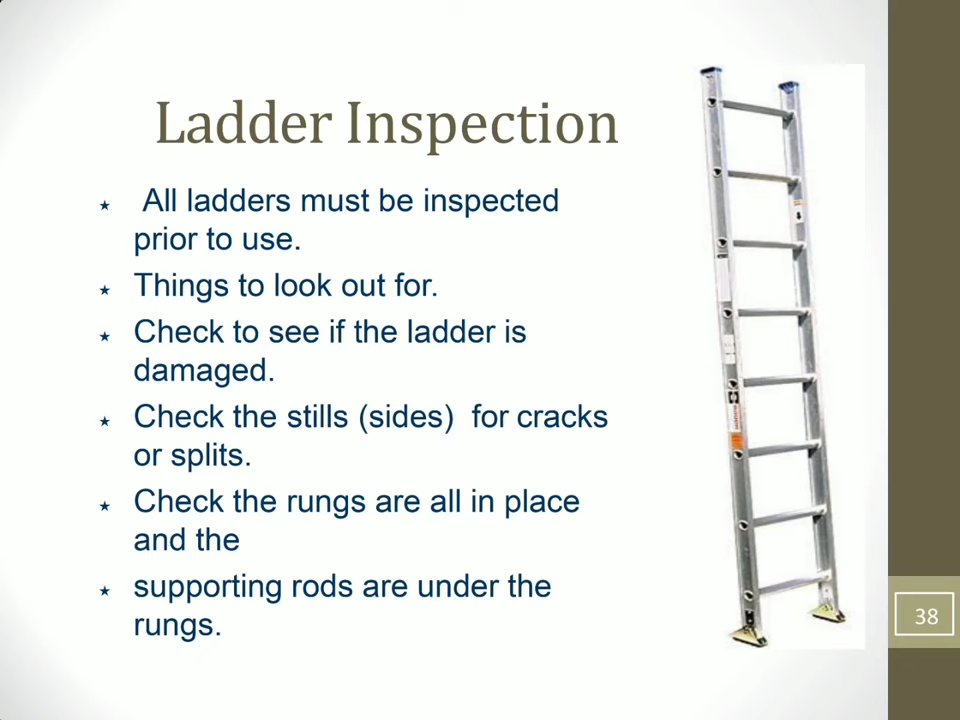 Ladder Inspection
★ All ladders must be inspected
prior to use.
★ Things to look out for.
★ Check to see if the ladder is
damaged.
★ Check the stills (sides) for cracks
or splits.
★ Check the rungs are all in place
and the
★ supporting rods are under the
rungs.
38